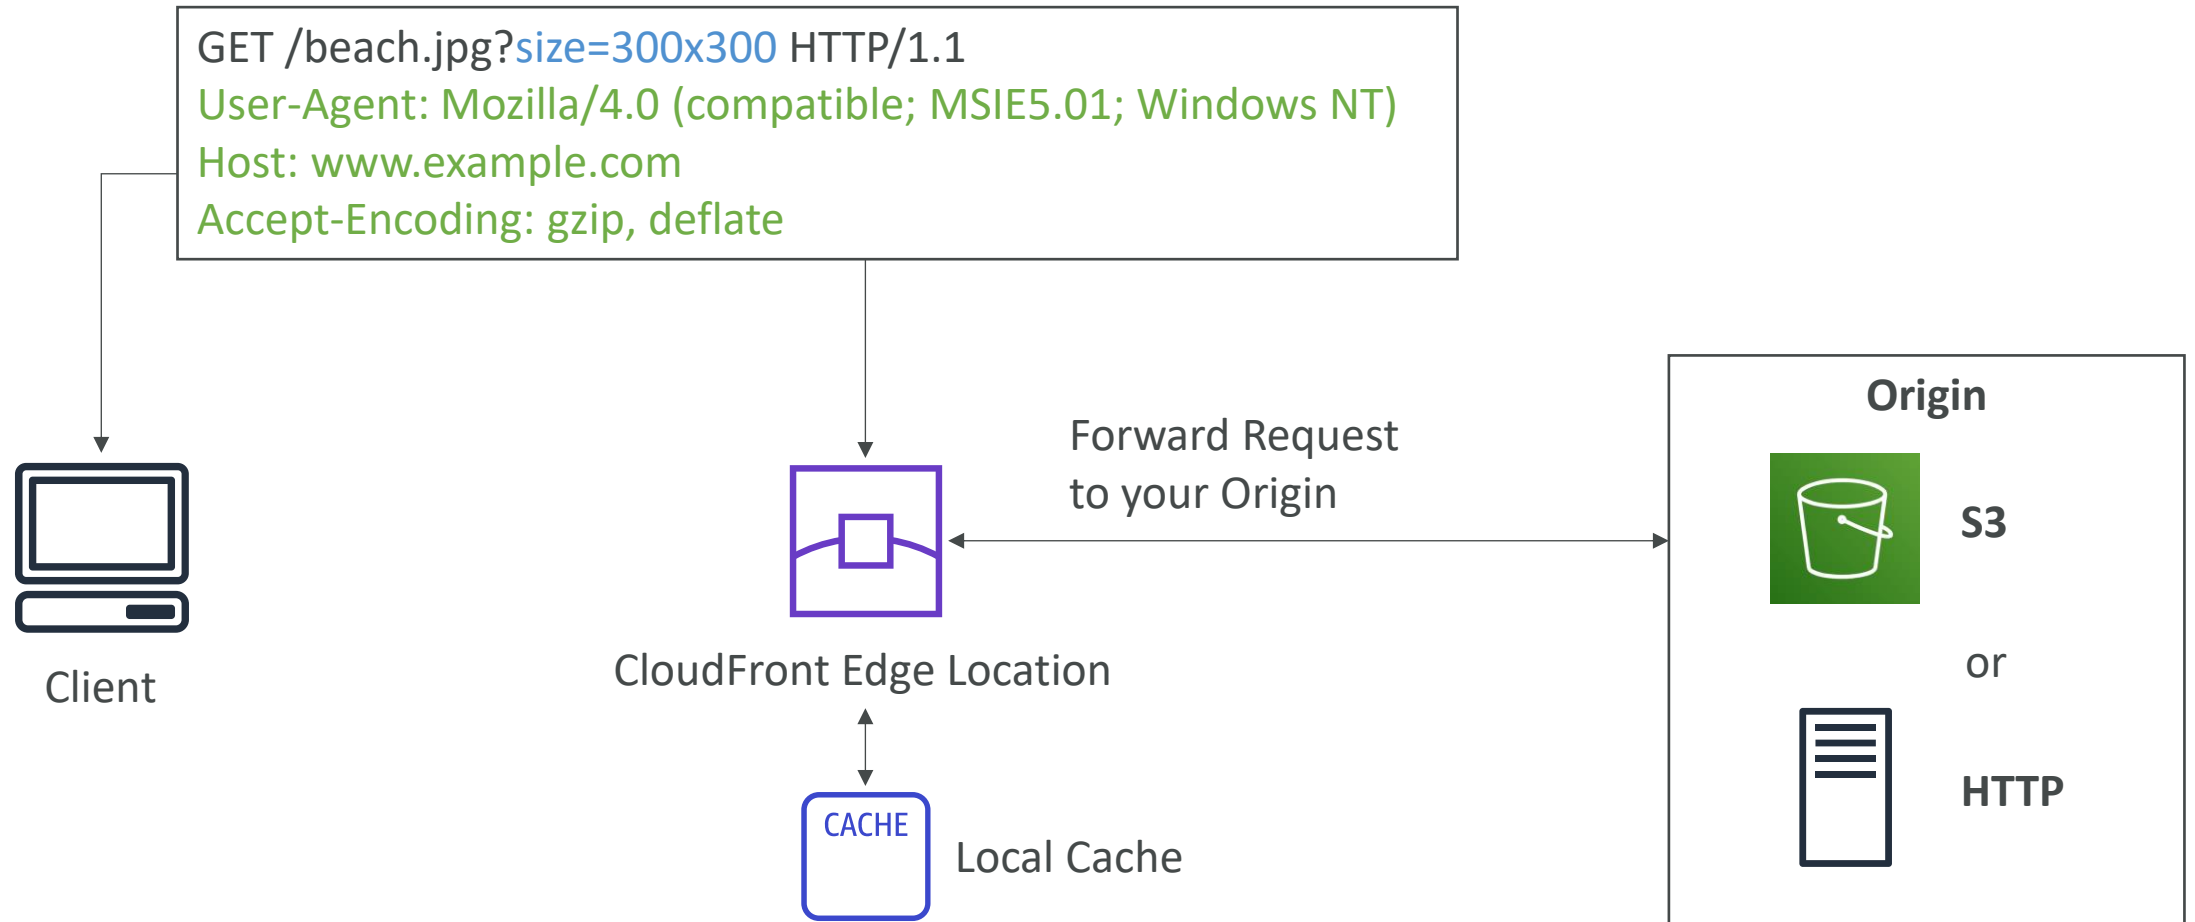 GET /beach.jpg?size=300x300 HTTP/1.1
User-Agent: Mozilla/4.0 (compatible; MSIE5.01; Windows NT)
Host: www.example.com
Accept-Encoding: gzip, deflate
Origin
Forward Request
to your Origin
S3
Client
CloudFront Edge Location
or
HTTP
CACHE
Local Cache